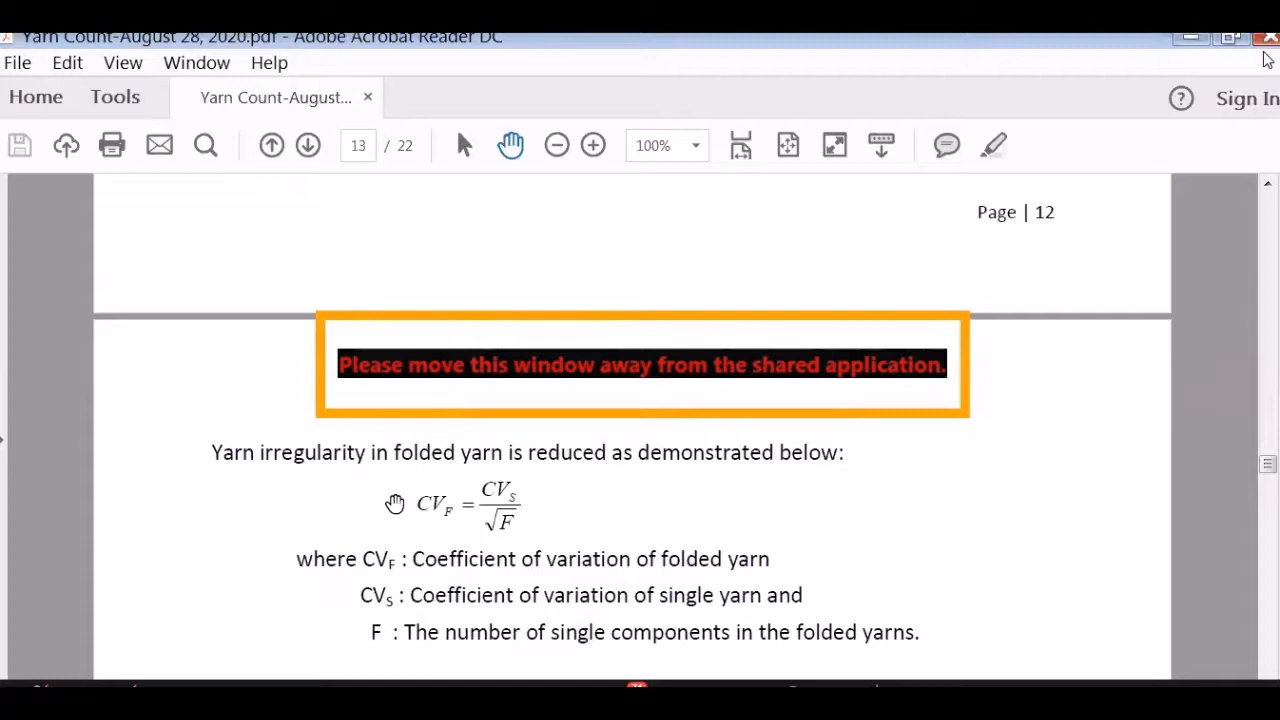 Yarn Count-August 28, 2020.pdf - Adobe Acrobat Reader DC
File Edit View Window Help
Home Tools Yarn Count-August... × ? Sign In
13 / 22 100%
Page | 12
Please move this window away from the shared application.
Yarn irregularity in folded yarn is reduced as demonstrated below:
CV_F = CV_S / √F
where CV_F : Coefficient of variation of folded yarn
CV_S : Coefficient of variation of single yarn and
F : The number of single components in the folded yarns.